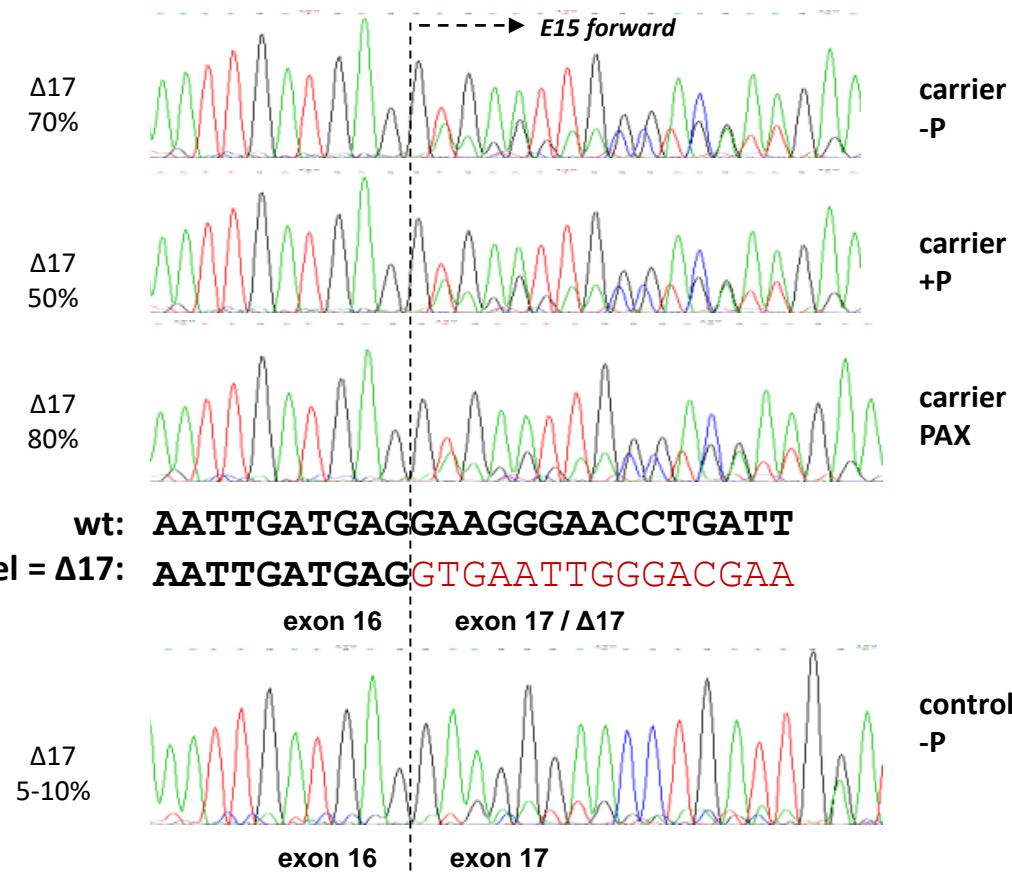 E15 forward
Δ17
70%
carrier
-P
Δ17
50%
carrier
+P
Δ17
80%
carrier
PAX
wt: AATTGATGAGGAAGGGAACCTGATT
el = Δ17: AATTGATGAGGTGAATTGGGACGAA
exon 16 exon 17 / Δ17
Δ17
5-10%
control
-P
exon 16 exon 17